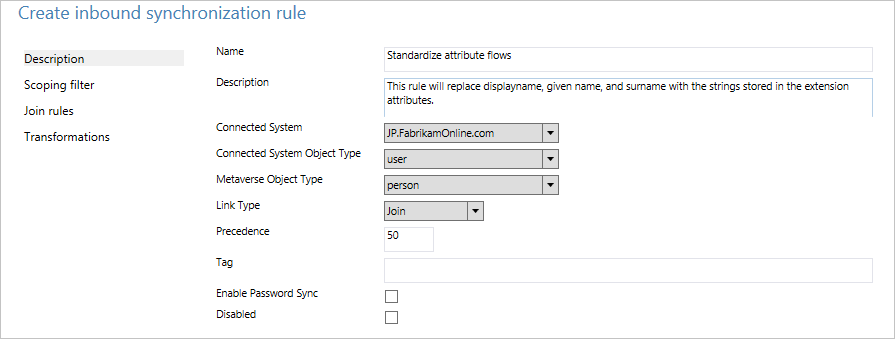 Create inbound synchronization rule
Description
Scoping filter
Join rules
Transformations
Name
Standardize attribute flows
Description
This rule will replace displayname, given name, and surname with the strings stored in the extension
attributes.
Connected System
JP.FabrikamOnline.com
Connected System Object Type
user
Metaverse Object Type
person
Link Type
Join
Precedence
50
Tag
Enable Password Sync
Disabled